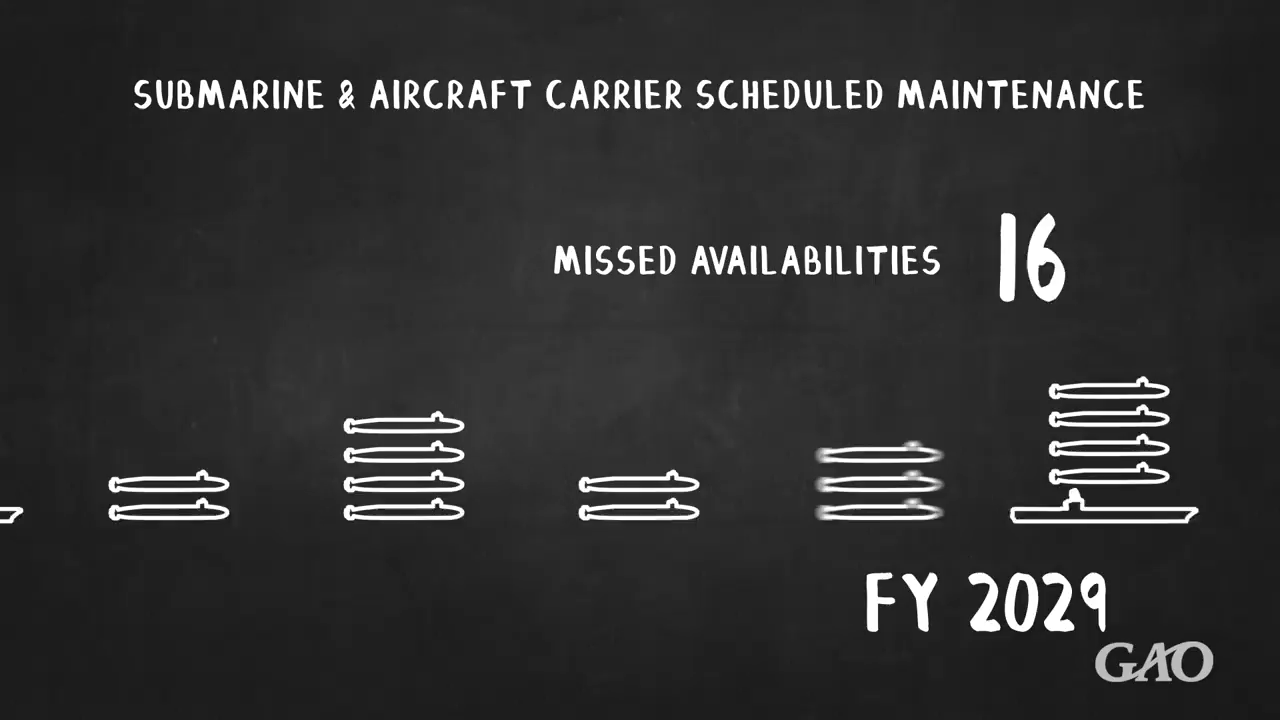 SUBMARINE & AIRCRAFT CARRIER SCHEDULED MAINTENANCE
MISSED AVAILABILITIES 16
FY 2029
GAO